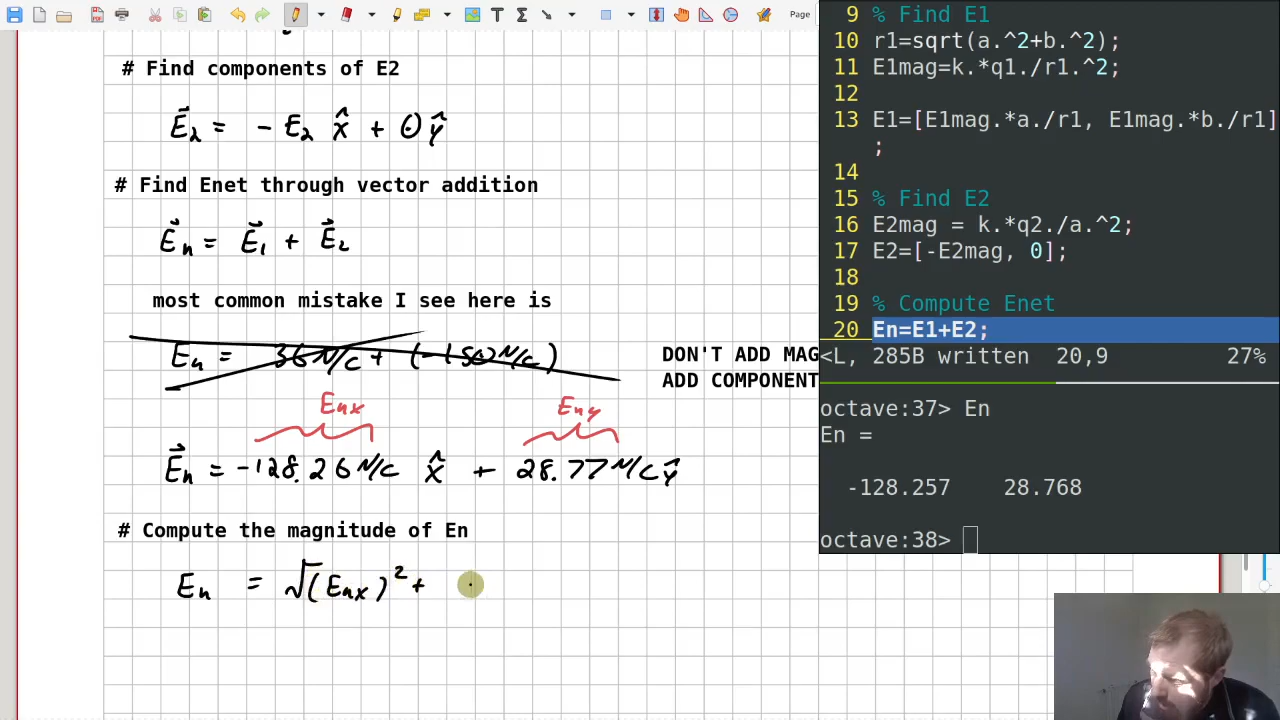 Page
# Find components of E2
E⃗₂ = - E₂ x̂ + 0 ŷ
# Find Enet through vector addition
E⃗n = E⃗₁ + E⃗₂
most common mistake I see here is
En = 36 N/C + (-150 N/C)
DON'T ADD MAG
ADD COMPONENT
Enx Eny
E⃗n = -128.26 N/C x̂ + 28.77 N/C ŷ
# Compute the magnitude of En
En = √(Enx)² +
9 % Find E1
10 r1=sqrt(a.^2+b.^2);
11 E1mag=k.*q1./r1.^2;
12
13 E1=[E1mag.*a./r1, E1mag.*b./r1]
;
14
15 % Find E2
16 E2mag = k.*q2./a.^2;
17 E2=[-E2mag, 0];
18
19 % Compute Enet
20 En=E1+E2;
<L, 285B written 20,9 27%
octave:37> En
En =
-128.257 28.768
octave:38>